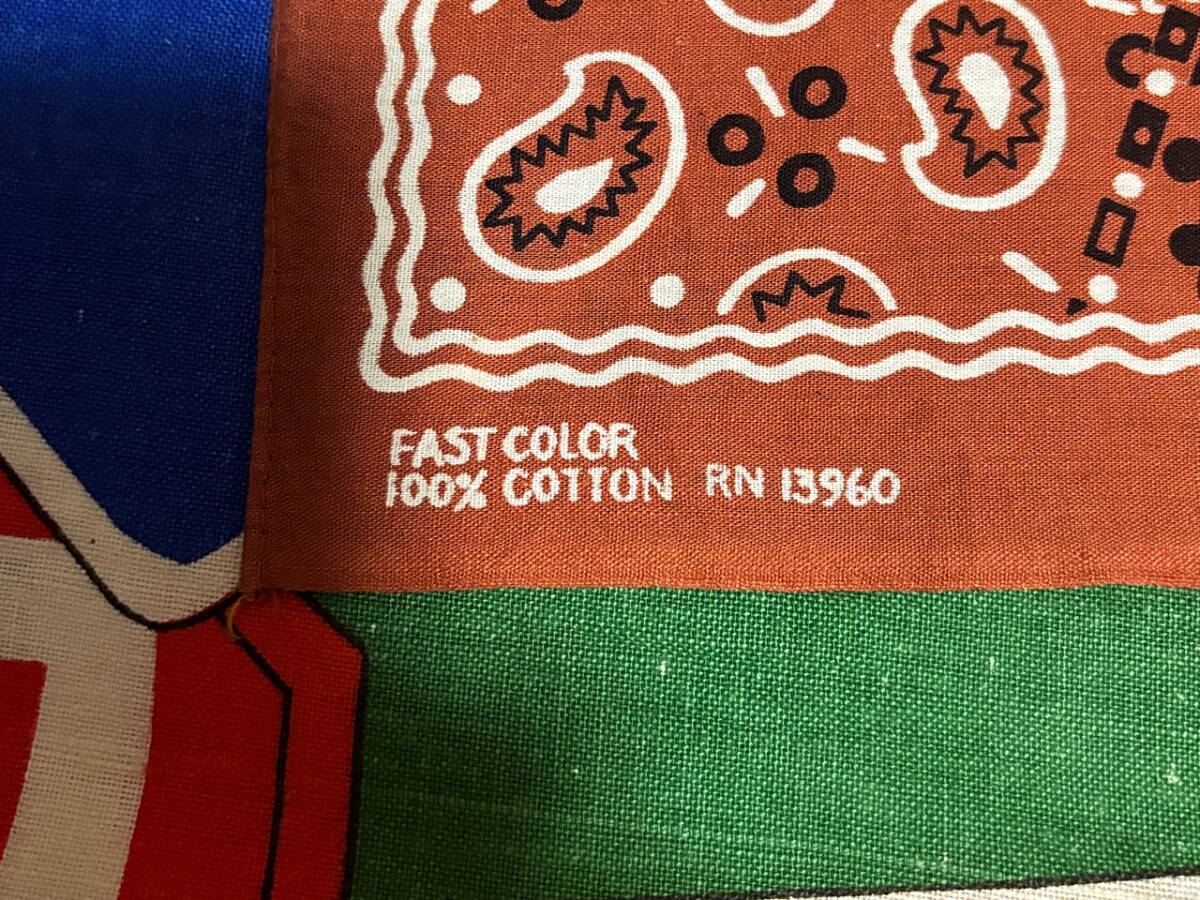 FAST COLOR
100% COTTON RN 13960